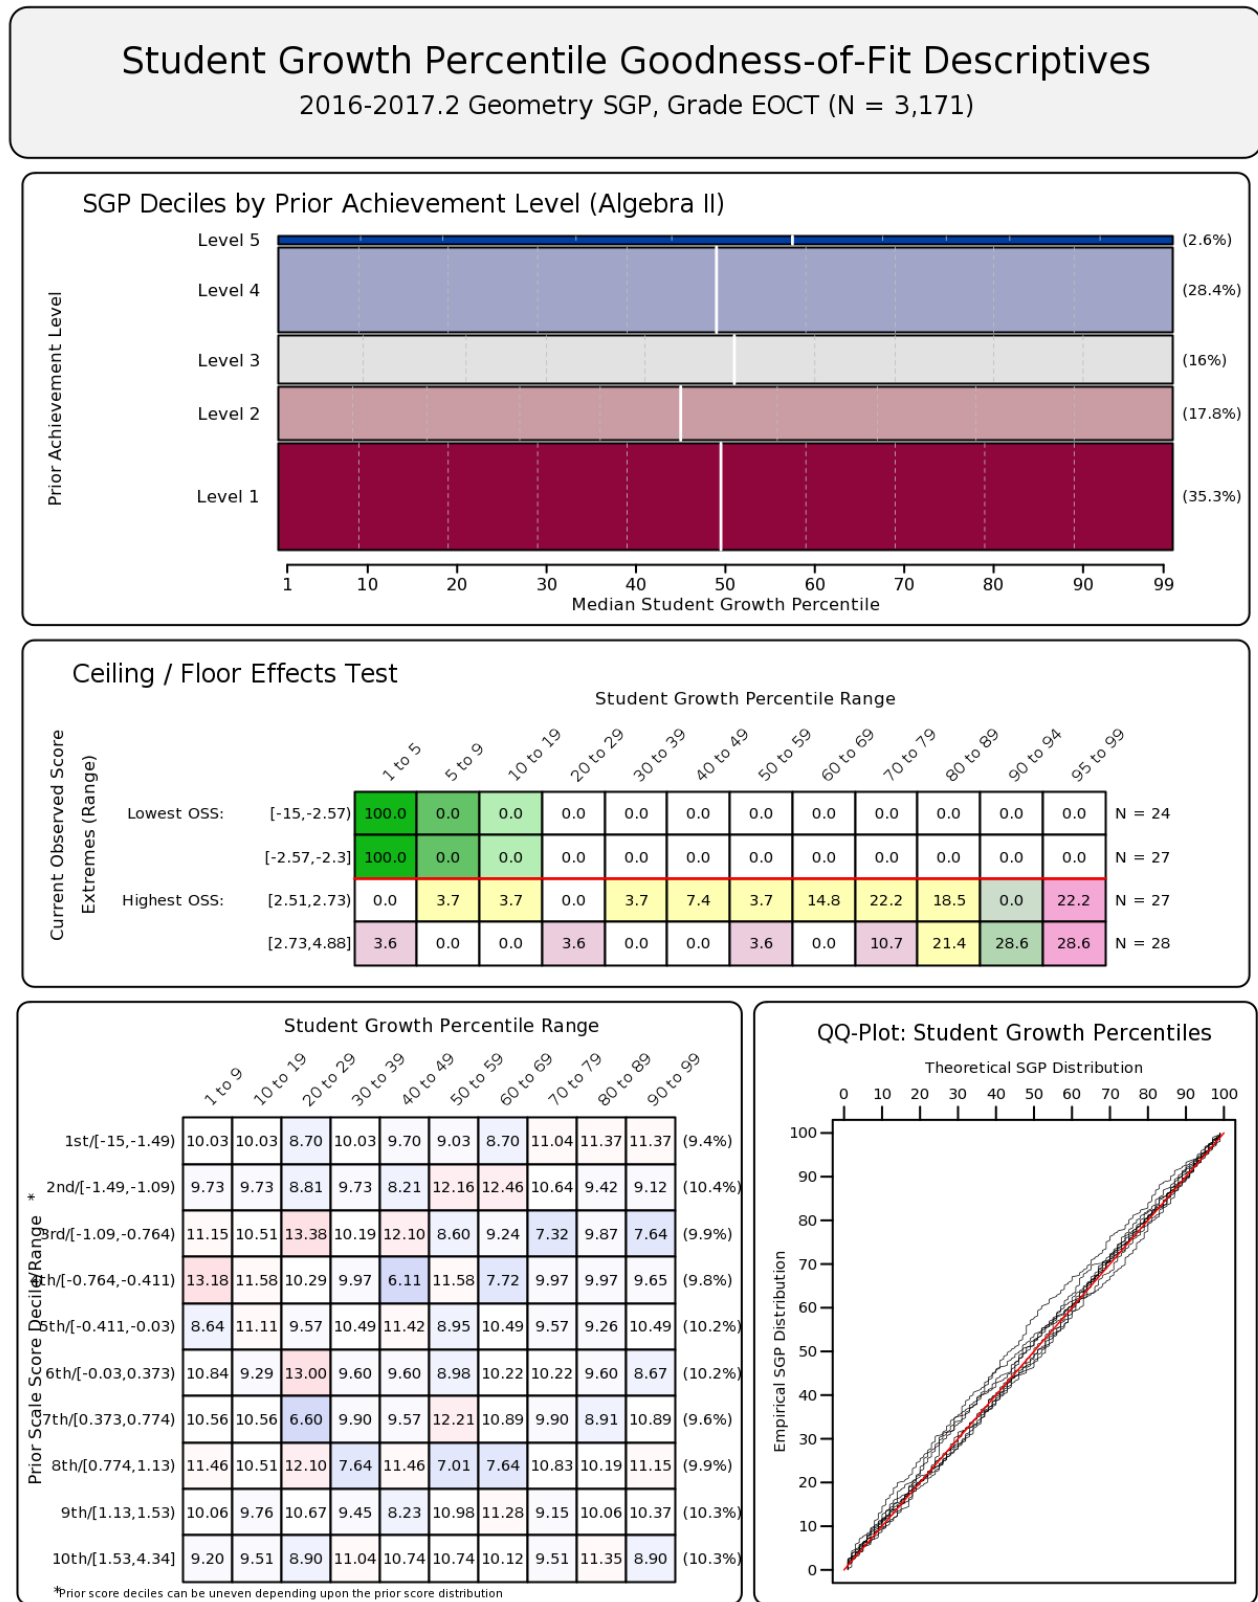 Student Growth Percentile Goodness-of-Fit Descriptives
2016-2017.2 Geometry SGP, Grade EOCT (N = 3,171)
SGP Deciles by Prior Achievement Level (Algebra II)
Prior Achievement Level
Level 5 (2.6%)
Level 4 (28.4%)
Level 3 (16%)
Level 2 (17.8%)
Level 1 (35.3%)
1 10 20 30 40 50 60 70 80 90 99
Median Student Growth Percentile
Ceiling / Floor Effects Test
Student Growth Percentile Range
Current Observed Score
Extremes (Range)
1 to 5 5 to 9 10 to 19 20 to 29 30 to 39 40 to 49 50 to 59 60 to 69 70 to 79 80 to 89 90 to 94 95 to 99
Lowest OSS: [-15,-2.57) 100.0 0.0 0.0 0.0 0.0 0.0 0.0 0.0 0.0 0.0 0.0 0.0 N = 24
[-2.57,-2.3] 100.0 0.0 0.0 0.0 0.0 0.0 0.0 0.0 0.0 0.0 0.0 0.0 N = 27
Highest OSS: [2.51,2.73) 0.0 3.7 3.7 0.0 3.7 7.4 3.7 14.8 22.2 18.5 0.0 22.2 N = 27
[2.73,4.88] 3.6 0.0 0.0 3.6 0.0 0.0 3.6 0.0 10.7 21.4 28.6 28.6 N = 28
Student Growth Percentile Range
Prior Scale Score Decile/Range *
1 to 9 10 to 19 20 to 29 30 to 39 40 to 49 50 to 59 60 to 69 70 to 79 80 to 89 90 to 99
1st/[-15,-1.49) 10.03 10.03 8.70 10.03 9.70 9.03 8.70 11.04 11.37 11.37 (9.4%)
2nd/[-1.49,-1.09) 9.73 9.73 8.81 9.73 8.21 12.16 12.46 10.64 9.42 9.12 (10.4%)
3rd/[-1.09,-0.764) 11.15 10.51 13.38 10.19 12.10 8.60 9.24 7.32 9.87 7.64 (9.9%)
4th/[-0.764,-0.411) 13.18 11.58 10.29 9.97 6.11 11.58 7.72 9.97 9.97 9.65 (9.8%)
5th/[-0.411,-0.03) 8.64 11.11 9.57 10.49 11.42 8.95 10.49 9.57 9.26 10.49 (10.2%)
6th/[-0.03,0.373) 10.84 9.29 13.00 9.60 9.60 8.98 10.22 10.22 9.60 8.67 (10.2%)
7th/[0.373,0.774) 10.56 10.56 6.60 9.90 9.57 12.21 10.89 9.90 8.91 10.89 (9.6%)
8th/[0.774,1.13) 11.46 10.51 12.10 7.64 11.46 7.01 7.64 10.83 10.19 11.15 (9.9%)
9th/[1.13,1.53) 10.06 9.76 10.67 9.45 8.23 10.98 11.28 9.15 10.06 10.37 (10.3%)
10th/[1.53,4.34] 9.20 9.51 8.90 11.04 10.74 10.74 10.12 9.51 11.35 8.90 (10.3%)
*Prior score deciles can be uneven depending upon the prior score distribution
QQ-Plot: Student Growth Percentiles
Theoretical SGP Distribution
0 10 20 30 40 50 60 70 80 90 100
Empirical SGP Distribution
100
90
80
70
60
50
40
30
20
10
0